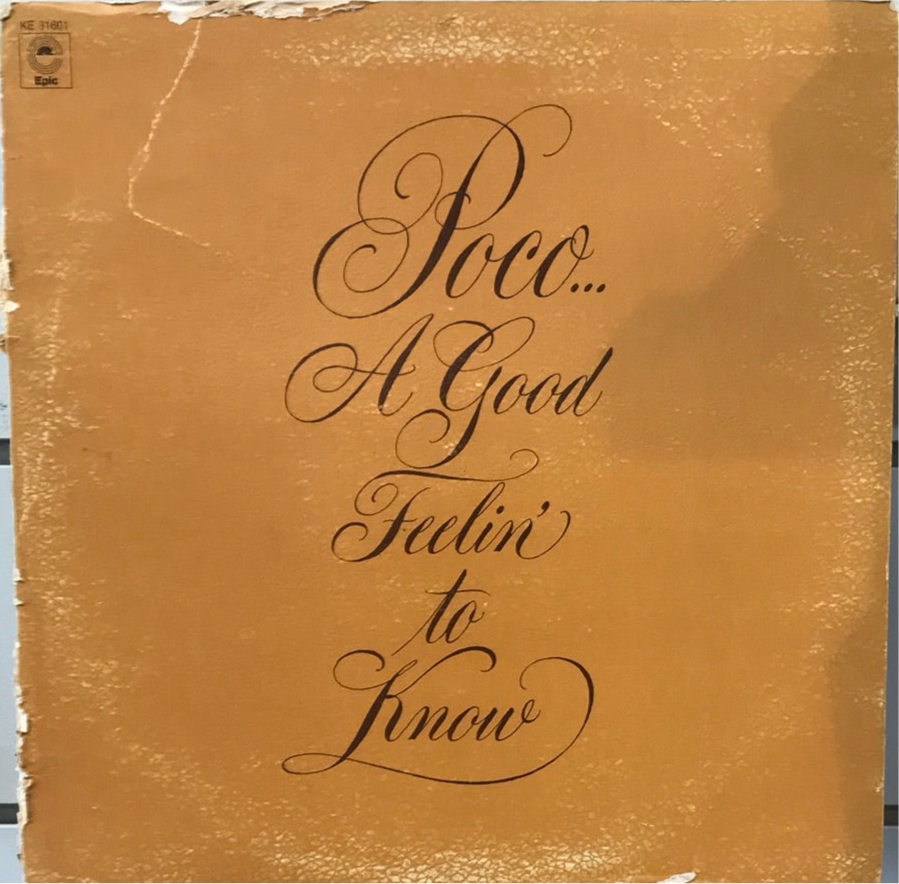 KE 31601
Epic
Poco...
A Good
Feelin'
to
Know